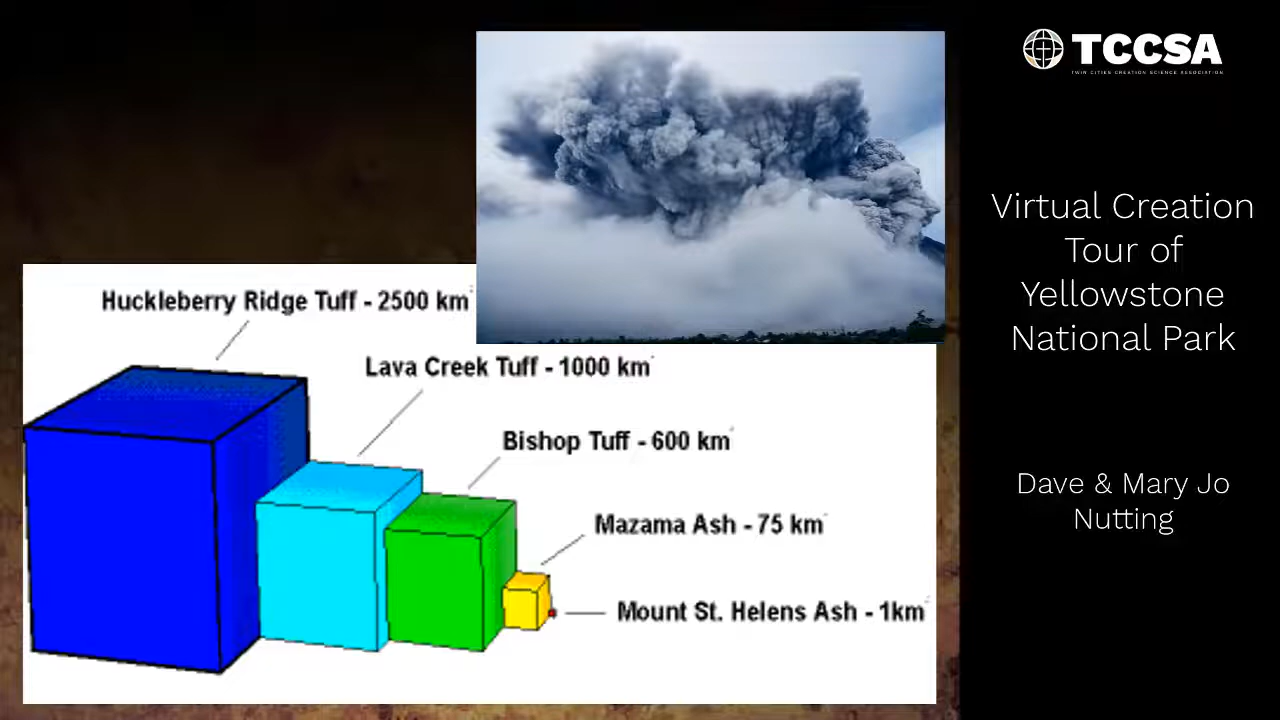 Huckleberry Ridge Tuff - 2500 km
Lava Creek Tuff - 1000 km
Bishop Tuff - 600 km
Mazama Ash - 75 km
Mount St. Helens Ash - 1km
TCCSA
TWIN CITIES CREATION SCIENCE ASSOCIATION
Virtual Creation
Tour of
Yellowstone
National Park
Dave & Mary Jo
Nutting